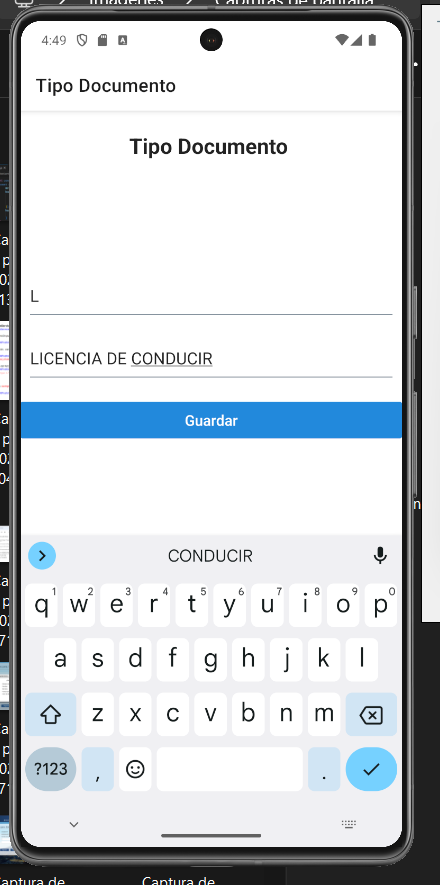 Imágenes
Capturas de pantalla
4:49
Tipo Documento
Tipo Documento
L
LICENCIA DE CONDUCIR
Guardar
CONDUCIR
q1 w2 e3 r4 t5 y6 u7 i8 o9 p0
a s d f g h j k l
z x c v b n m
?123 , .
Captura de
Captura de